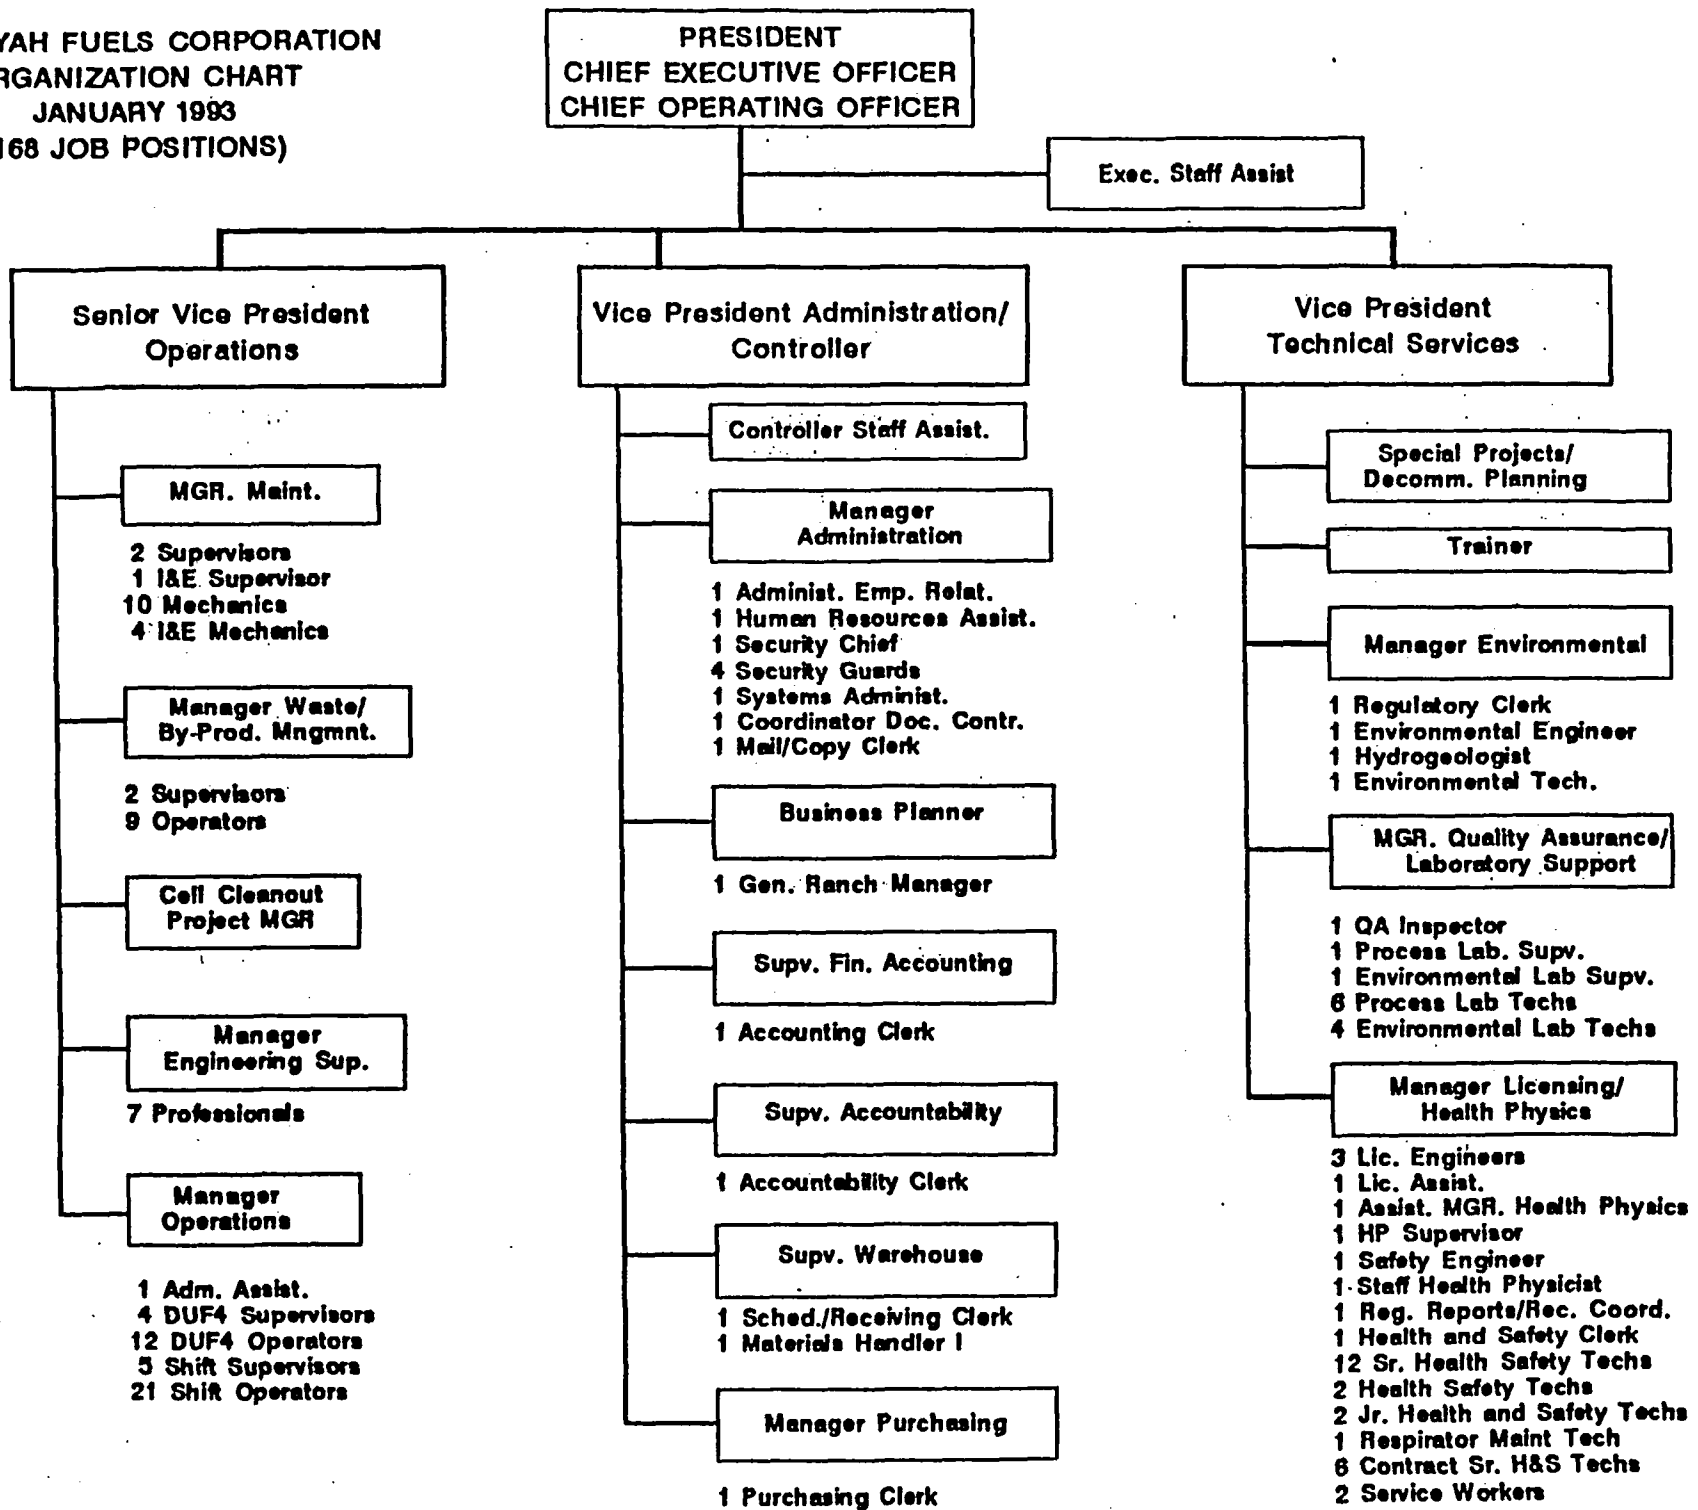 YAH FUELS CORPORATION
RGANIZATION CHART
JANUARY 1993
168 JOB POSITIONS)
PRESIDENT
CHIEF EXECUTIVE OFFICER
CHIEF OPERATING OFFICER
Exec. Staff Assist
Senior Vice President
Operations
MGR. Maint.
2 Supervisors
1 I&E Supervisor
10 Mechanics
4 I&E Mechanics
Manager Waste/
By-Prod. Mngmnt.
2 Supervisors
9 Operators
Cell Cleanout
Project MGR
Manager
Engineering Sup.
7 Professionals
Manager
Operations
1 Adm. Assist.
4 DUF4 Supervisors
12 DUF4 Operators
5 Shift Supervisors
21 Shift Operators
Vice President Administration/
Controller
Controller Staff Assist.
Manager
Administration
1 Administ. Emp. Relat.
1 Human Resources Assist.
1 Security Chief
4 Security Guards
1 Systems Administ.
1 Coordinator Doc. Contr.
1 Mail/Copy Clerk
Business Planner
1 Gen. Ranch Manager
Supv. Fin. Accounting
1 Accounting Clerk
Supv. Accountability
1 Accountability Clerk
Supv. Warehouse
1 Sched./Receiving Clerk
1 Materials Handler I
Manager Purchasing
1 Purchasing Clerk
Vice President
Technical Services
Special Projects/
Decomm. Planning
Trainer
Manager Environmental
1 Regulatory Clerk
1 Environmental Engineer
1 Hydrogeologist
1 Environmental Tech.
MGR. Quality Assurance/
Laboratory Support
1 QA Inspector
1 Process Lab. Supv.
1 Environmental Lab Supv.
6 Process Lab Techs
4 Environmental Lab Techs
Manager Licensing/
Health Physics
3 Lic. Engineers
1 Lic. Assist.
1 Assist. MGR. Health Physics
1 HP Supervisor
1 Safety Engineer
1 Staff Health Physicist
1 Reg. Reports/Rec. Coord.
1 Health and Safety Clerk
12 Sr. Health Safety Techs
2 Health Safety Techs
2 Jr. Health and Safety Techs
1 Respirator Maint Tech
6 Contract Sr. H&S Techs
2 Service Workers